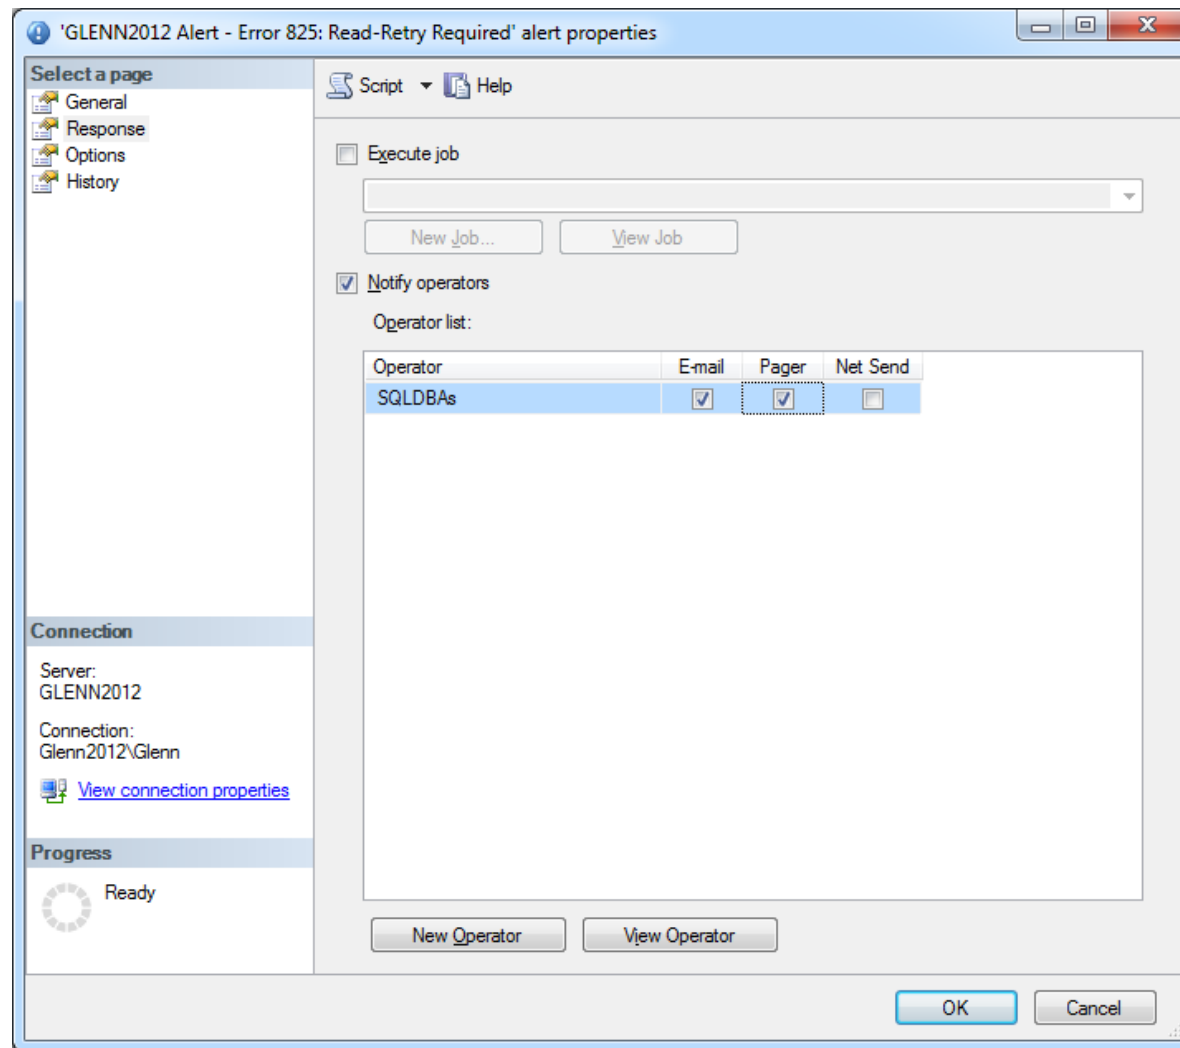 'GLENN2012 Alert - Error 825: Read-Retry Required' alert properties
Select a page
General
Response
Options
History
Script
Help
Execute job
New Job...
View Job
Notify operators
Operator list:
Operator E-mail Pager Net Send
SQLDBAs
Connection
Server:
GLENN2012
Connection:
Glenn2012\Glenn
View connection properties
Progress
Ready
New Operator
View Operator
OK
Cancel